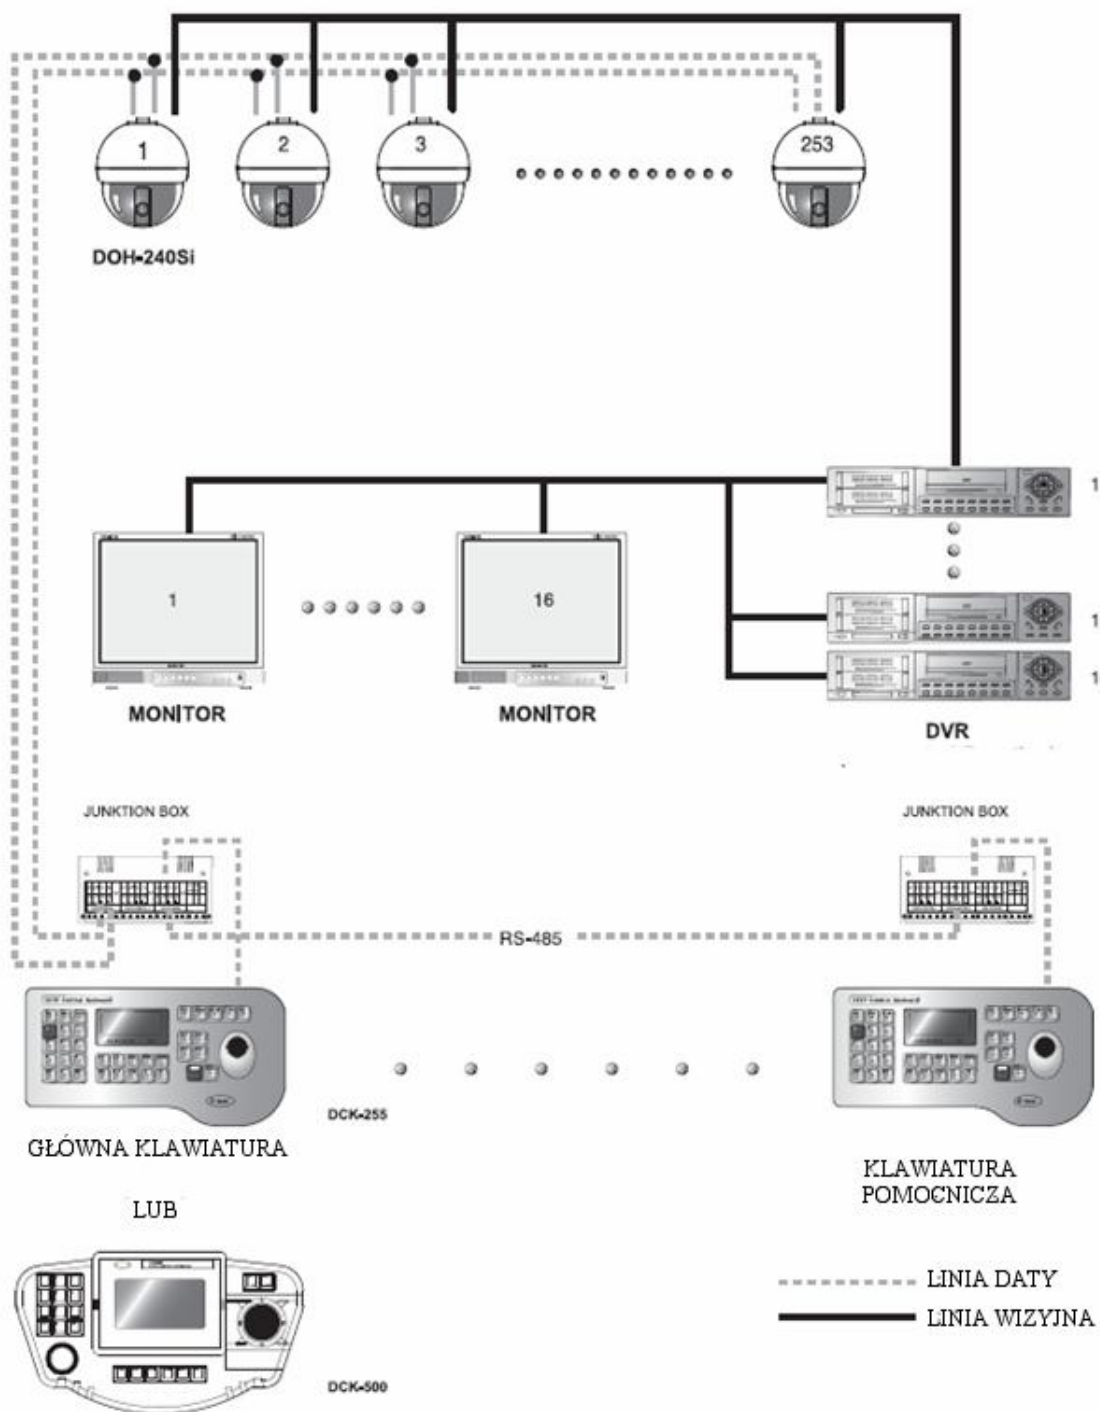 1
2
3
253
DOH-240Si
1
1
16
1
1
MONITOR
MONITOR
DVR
JUNKTION BOX
JUNKTION BOX
RS-485
DCK-255
GŁÓWNA KLAWIATURA
KLAWIATURA
POMOCNICZA
LUB
LINIA DATY
LINIA WIZYJNA
DCK-500